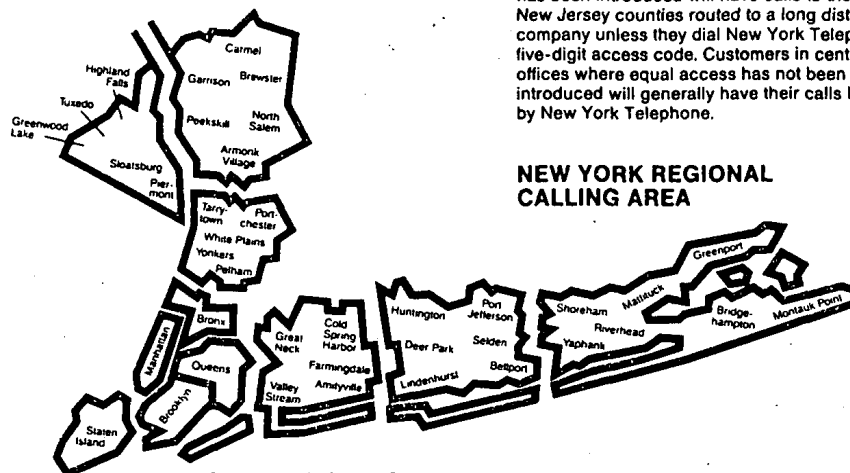 New Jersey counties routed to a long dist
company unless they dial New York Telep
five-digit access code. Customers in cent
offices where equal access has not been
introduced will generally have their calls
by New York Telephone.
NEW YORK REGIONAL
CALLING AREA
Carmel
Highland
Falls
Garrison
Brewster
Tuxedo
Greenwood
Lake
Peekskill
North
Salem
Armonk
Village
Sloatsburg
Pier-
mont
Tarry-
town
Port-
chester
White Plains
Yonkers
Pelham
Bronx
Manhattan
Queens
Brooklyn
Staten
Island
Great
Neck
Cold
Spring
Harbor
Farmingdale
Valley
Stream
Amityville
Huntington
Port
Jefferson
Deer Park
Selden
Lindenhurst
Bellport
Shoreham
Mattituck
Greenport
Riverhead
Yaphank
Bridge-
hampton
Montauk Point